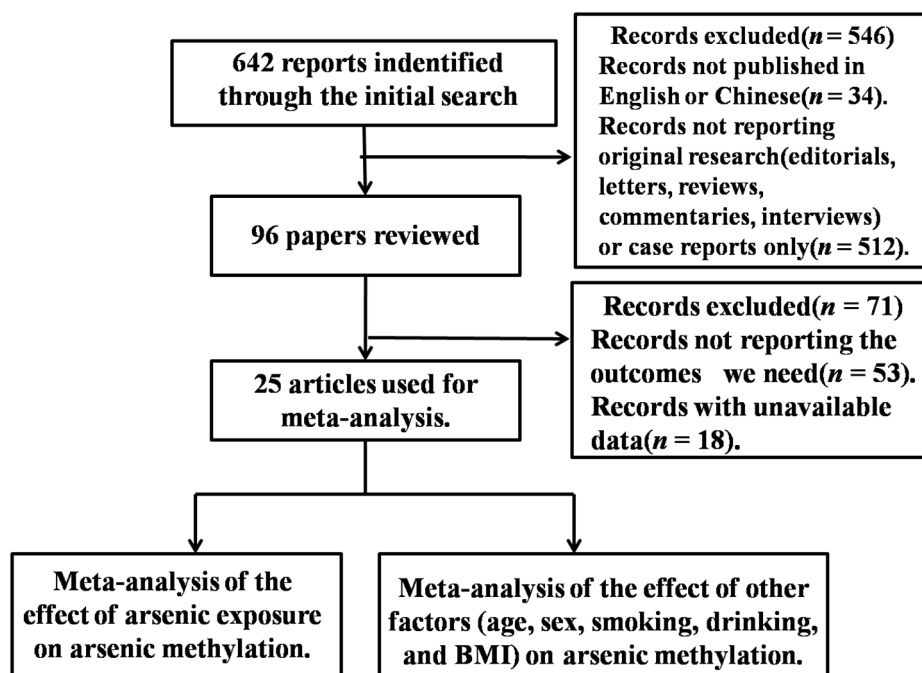 642 reports indentified
through the initial search
Records excluded(n = 546)
Records not published in
English or Chinese(n = 34).
Records not reporting
original research(editorials,
letters, reviews,
commentaries, interviews)
or case reports only(n = 512).
96 papers reviewed
Records excluded(n = 71)
Records not reporting the
outcomes we need(n = 53).
Records with unavailable
data(n = 18).
25 articles used for
meta-analysis.
Meta-analysis of the
effect of arsenic exposure
on arsenic methylation.
Meta-analysis of the effect of other
factors (age, sex, smoking, drinking,
and BMI) on arsenic methylation.